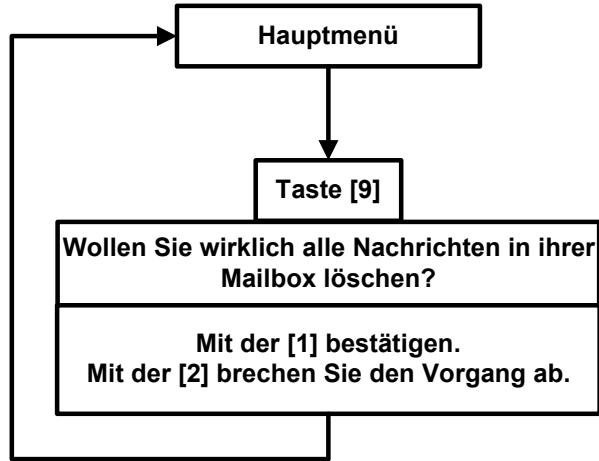 Hauptmenü
Taste [9]
Wollen Sie wirklich alle Nachrichten in ihrer
Mailbox löschen?
Mit der [1] bestätigen.
Mit der [2] brechen Sie den Vorgang ab.